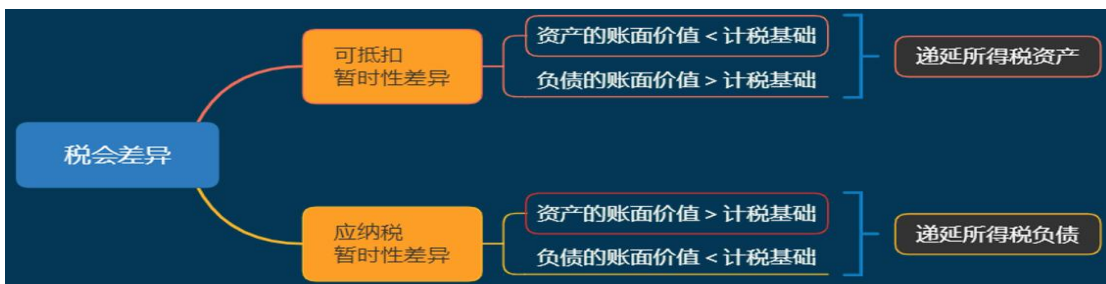 税会差异
可抵扣
暂时性差异
资产的账面价值 < 计税基础
负债的账面价值 > 计税基础
递延所得税资产
应纳税
暂时性差异
资产的账面价值 > 计税基础
负债的账面价值 < 计税基础
递延所得税负债